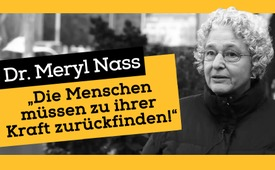 Dr. Meryl Nass
„Die Menschen
müssen zu ihrer
Kraft zurückfinden!“